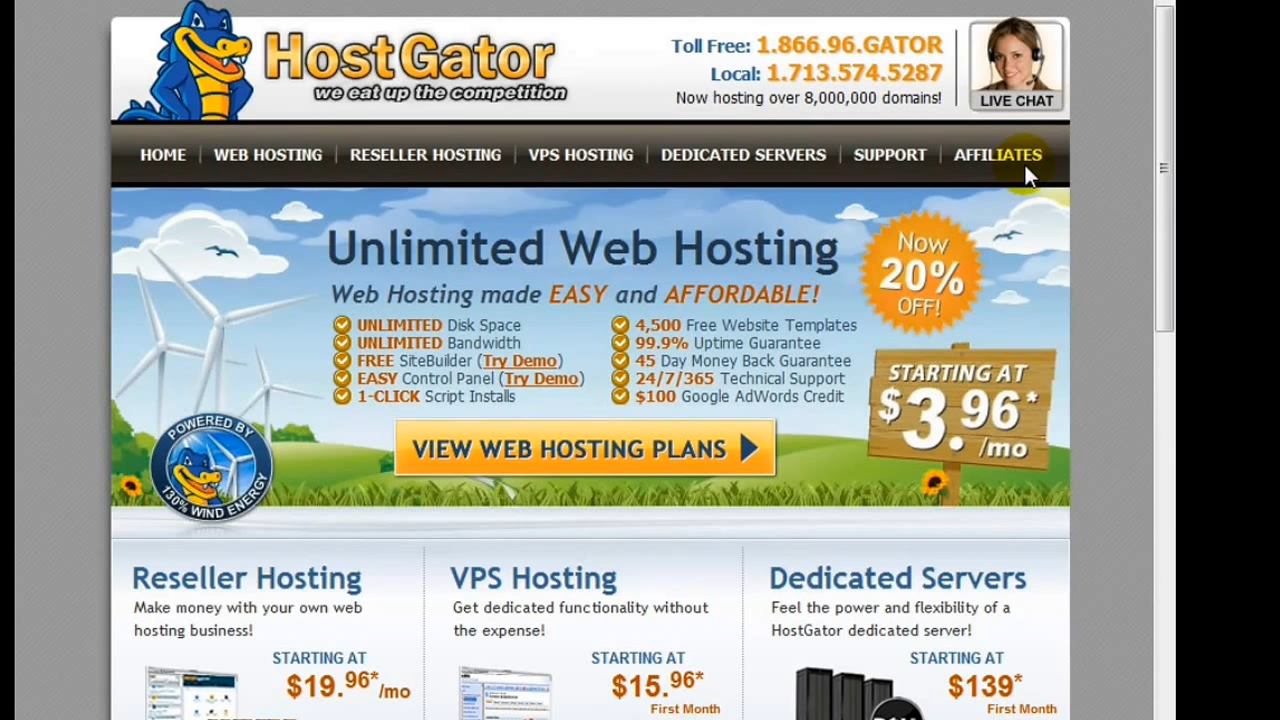 HostGator
we eat up the competition
Toll Free: 1.866.96.GATOR
Local: 1.713.574.5287
Now hosting over 8,000,000 domains!
LIVE CHAT
HOME WEB HOSTING RESELLER HOSTING VPS HOSTING DEDICATED SERVERS SUPPORT AFFILIATES
Unlimited Web Hosting
Web Hosting made EASY and AFFORDABLE!
UNLIMITED Disk Space
UNLIMITED Bandwidth
FREE SiteBuilder (Try Demo)
EASY Control Panel (Try Demo)
1-CLICK Script Installs
4,500 Free Website Templates
99.9% Uptime Guarantee
45 Day Money Back Guarantee
24/7/365 Technical Support
$100 Google AdWords Credit
Now
20%
OFF!
STARTING AT
$3.96*
/mo
VIEW WEB HOSTING PLANS
POWERED BY
130% WIND ENERGY
Reseller Hosting
Make money with your own web
hosting business!
STARTING AT
$19.96*/mo
VPS Hosting
Get dedicated functionality without
the expense!
STARTING AT
$15.96*
First Month
Dedicated Servers
Feel the power and flexibility of a
HostGator dedicated server!
STARTING AT
$139*
First Month